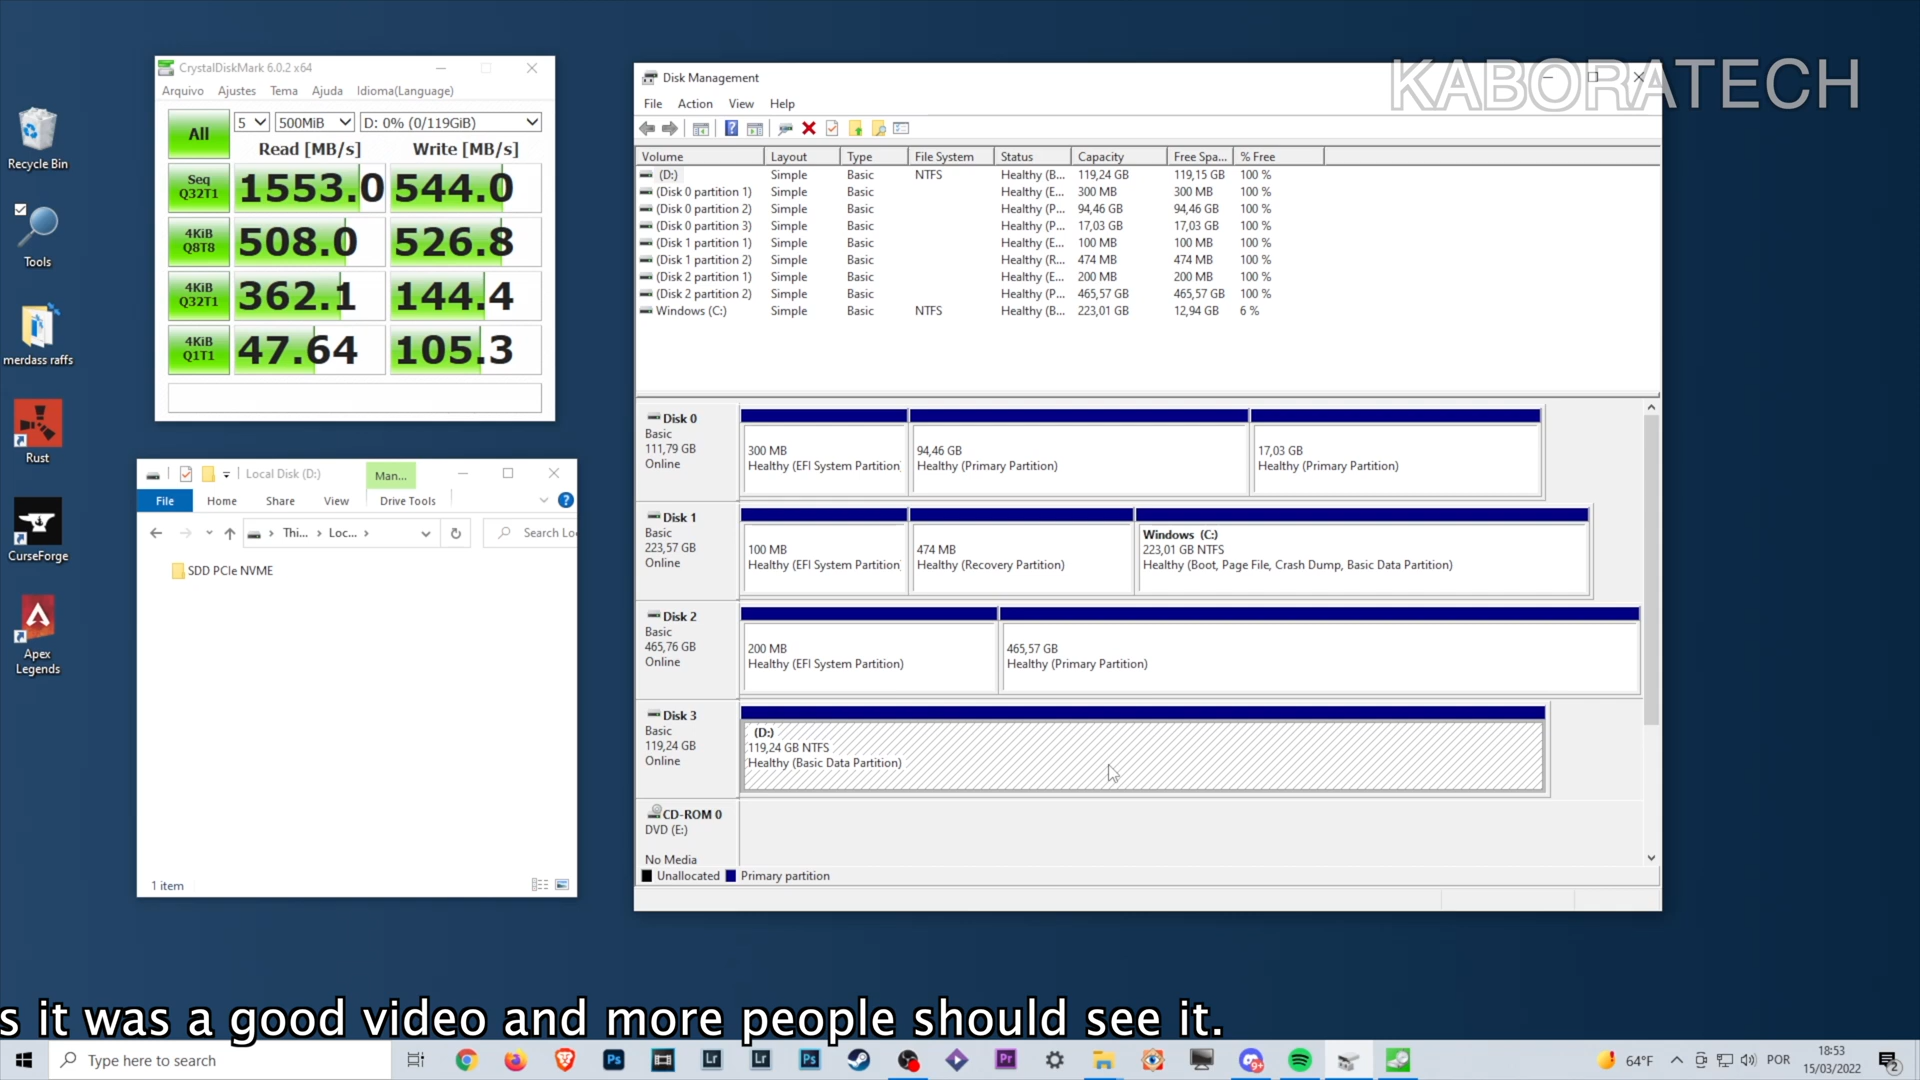 KABORATECH
Recycle Bin
Tools
merdass raffs
Rust
CurseForge
Apex
Legends
CrystalDiskMark 6.0.2 x64
Arquivo Ajustes Tema Ajuda Idioma(Language)
All 5 500MiB D: 0% (0/119GiB)
Read [MB/s] Write [MB/s]
Seq
Q32T1 1553.0 544.0
4KiB
Q8T8 508.0 526.8
4KiB
Q32T1 362.1 144.4
4KiB
Q1T1 47.64 105.3
Local Disk (D:) Man...
File Home Share View Drive Tools
Thi... Loc... Search Lo
SDD PCIe NVME
1 item
Disk Management
File Action View Help
Volume Layout Type File System Status Capacity Free Spa... % Free
(D:) Simple Basic NTFS Healthy (B... 119,24 GB 119,15 GB 100 %
(Disk 0 partition 1) Simple Basic Healthy (E... 300 MB 300 MB 100 %
(Disk 0 partition 2) Simple Basic Healthy (P... 94,46 GB 94,46 GB 100 %
(Disk 0 partition 3) Simple Basic Healthy (P... 17,03 GB 17,03 GB 100 %
(Disk 1 partition 1) Simple Basic Healthy (E... 100 MB 100 MB 100 %
(Disk 1 partition 2) Simple Basic Healthy (R... 474 MB 474 MB 100 %
(Disk 2 partition 1) Simple Basic Healthy (E... 200 MB 200 MB 100 %
(Disk 2 partition 2) Simple Basic Healthy (P... 465,57 GB 465,57 GB 100 %
Windows (C:) Simple Basic NTFS Healthy (B... 223,01 GB 12,94 GB 6 %
Disk 0
Basic
111,79 GB
Online
300 MB
Healthy (EFI System Partition)
94,46 GB
Healthy (Primary Partition)
17,03 GB
Healthy (Primary Partition)
Disk 1
Basic
223,57 GB
Online
100 MB
Healthy (EFI System Partition)
474 MB
Healthy (Recovery Partition)
Windows (C:)
223,01 GB NTFS
Healthy (Boot, Page File, Crash Dump, Basic Data Partition)
Disk 2
Basic
465,76 GB
Online
200 MB
Healthy (EFI System Partition)
465,57 GB
Healthy (Primary Partition)
Disk 3
Basic
119,24 GB
Online
(D:)
119,24 GB NTFS
Healthy (Basic Data Partition)
CD-ROM 0
DVD (E:)
No Media
Unallocated Primary partition
s it was a good video and more people should see it.
Type here to search
Ps Lr Lr Ps Pr
64°F POR 18:53
15/03/2022 2